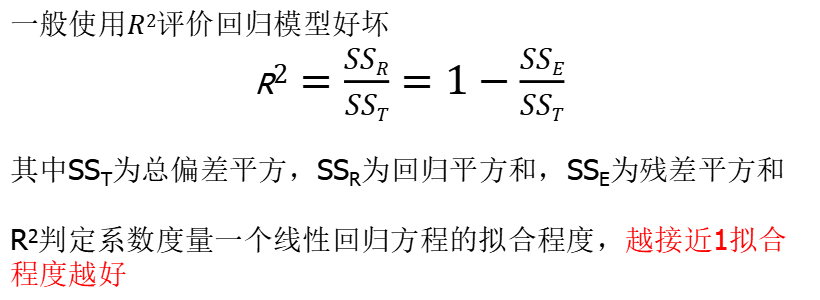 一般使用R²评价回归模型好坏
R² = SS_R/SS_T = 1 − SS_E/SS_T
其中SS_T为总偏差平方，SS_R为回归平方和，SS_E为残差平方和
R²判定系数度量一个线性回归方程的拟合程度，越接近1拟合
程度越好